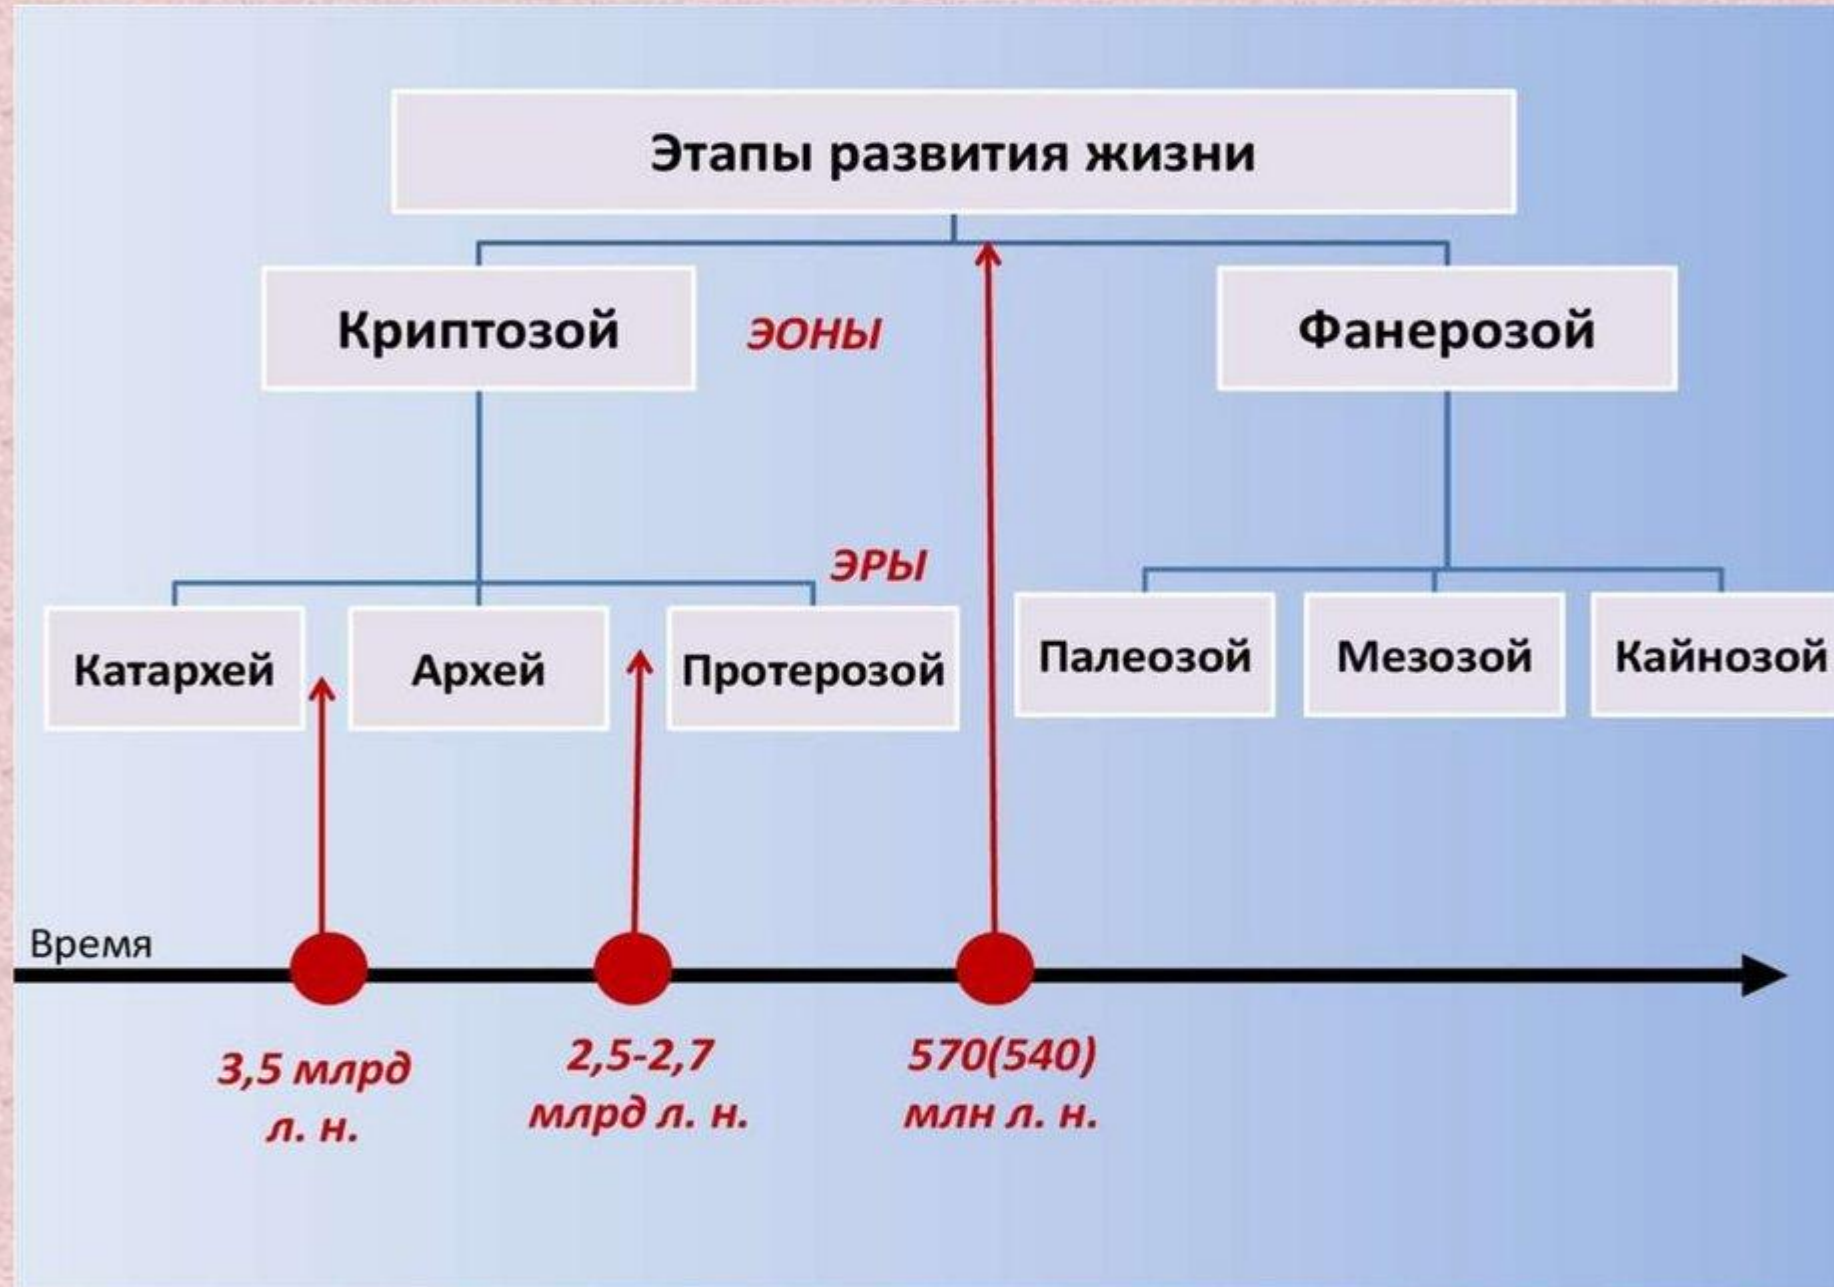 Этапы развития жизни
Криптозой
ЭОНЫ
Фанерозой
ЭРЫ
Катархей
Архей
Протерозой
Палеозой
Мезозой
Кайнозой
Время
3,5 млрд
л. н.
2,5-2,7
млрд л. н.
570(540)
млн л. н.